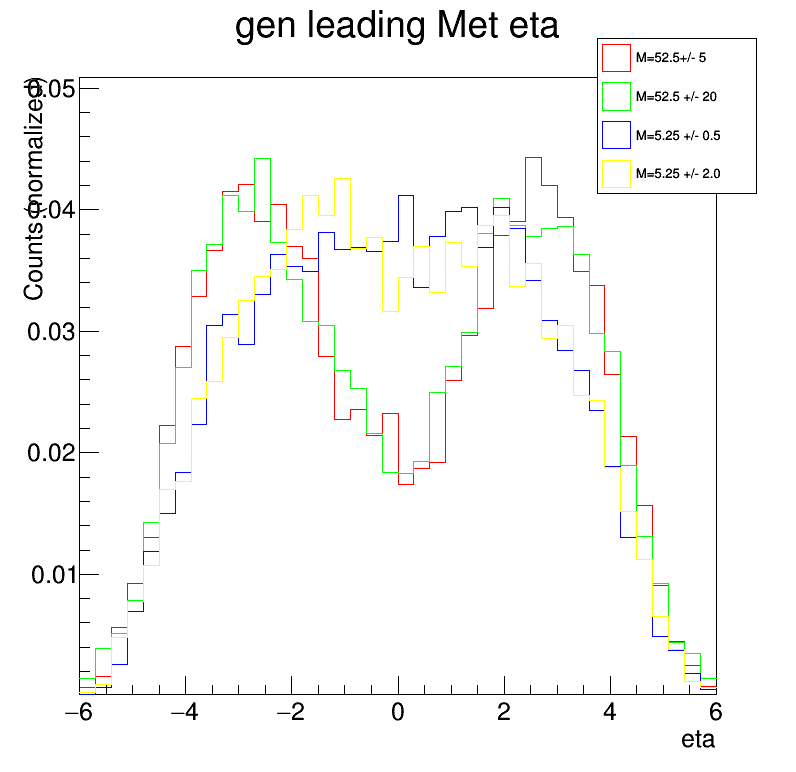 gen leading Met eta
M=52.5+/- 5
M=52.5 +/- 20
M=5.25 +/- 0.5
M=5.25 +/- 2.0
Counts (normalized)
0.05
0.04
0.03
0.02
0.01
−6 −4 −2 0 2 4 6
eta